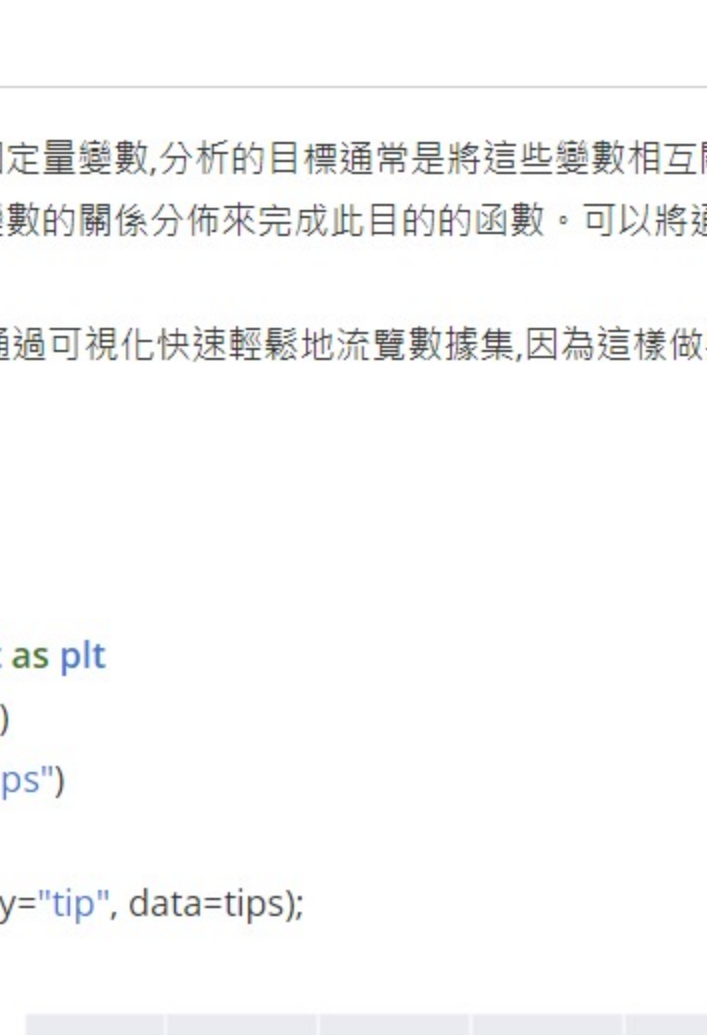 定量變數,分析的目標通常是將這些變數相互
數的關係分佈來完成此目的的函數。可以將
過可視化快速輕鬆地流覽數據集,因為這樣做
as plt
)
ps")
y="tip", data=tips);